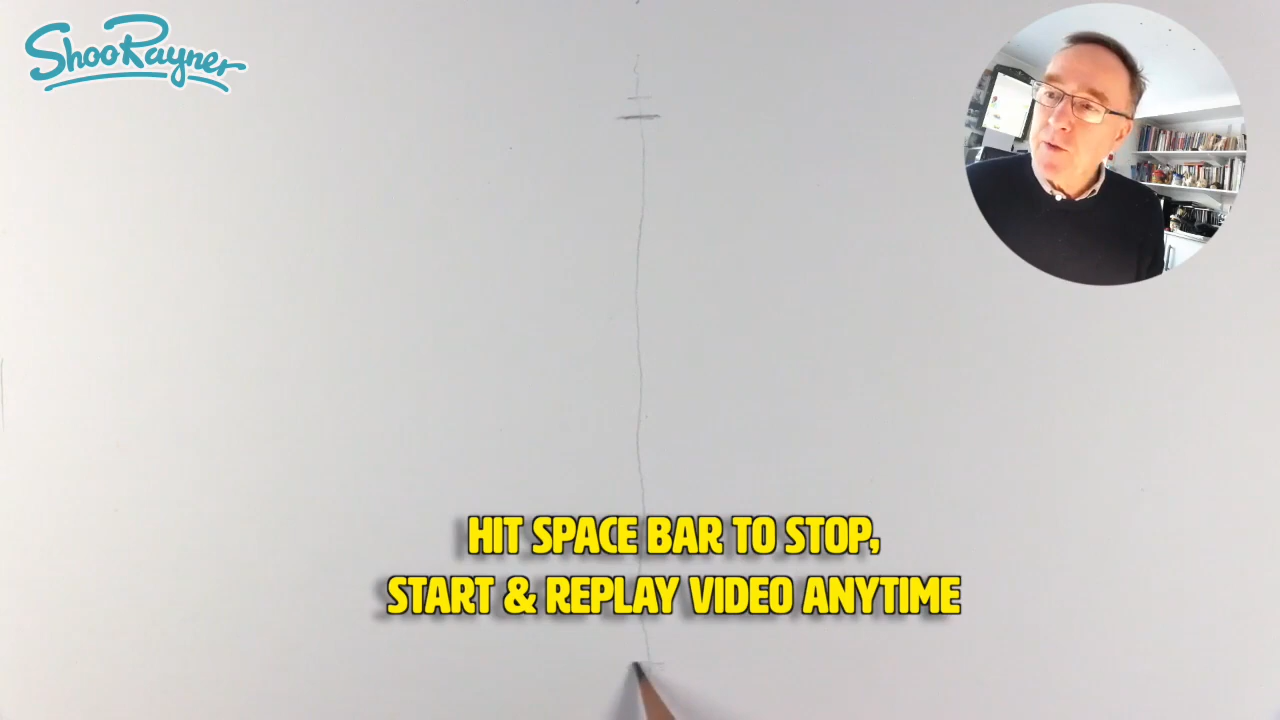 ShooRayner
HIT SPACE BAR TO STOP,
START & REPLAY VIDEO ANYTIME